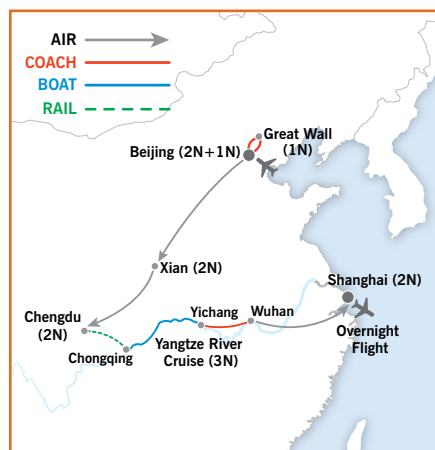 AIR
COACH
BOAT
RAIL
Great Wall
(1N)
Beijing (2N+1N)
Xian (2N)
Shanghai (2N)
Chengdu
(2N)
Yichang
Wuhan
Overnight
Flight
Chongqing
Yangtze River
Cruise (3N)